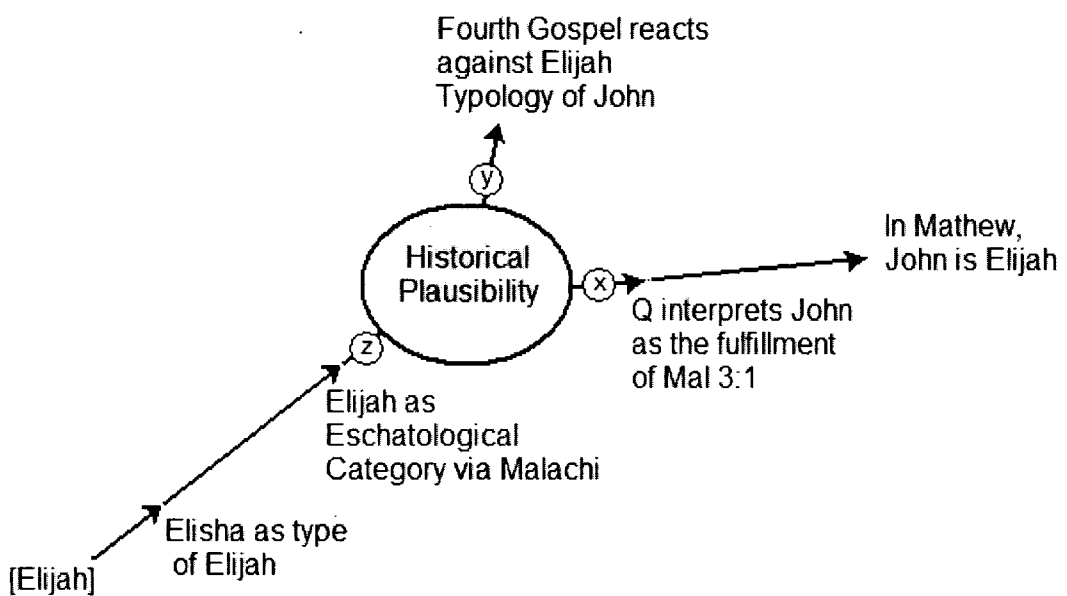 Fourth Gospel reacts
against Elijah
Typology of John
y
In Mathew,
John is Elijah
Historical
Plausibility
x
Q interprets John
as the fulfillment
of Mal 3:1
z
Elijah as
Eschatological
Category via Malachi
Elisha as type
of Elijah
[Elijah]